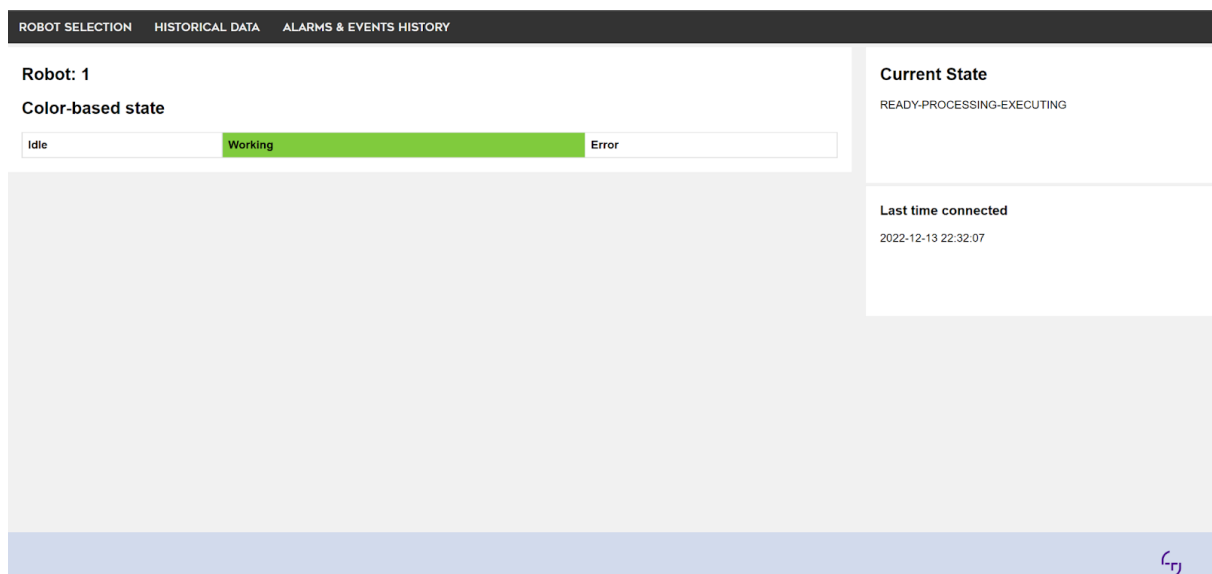 ROBOT SELECTION HISTORICAL DATA ALARMS & EVENTS HISTORY
Robot: 1
Color-based state
Idle Working Error
Current State
READY-PROCESSING-EXECUTING
Last time connected
2022-12-13 22:32:07